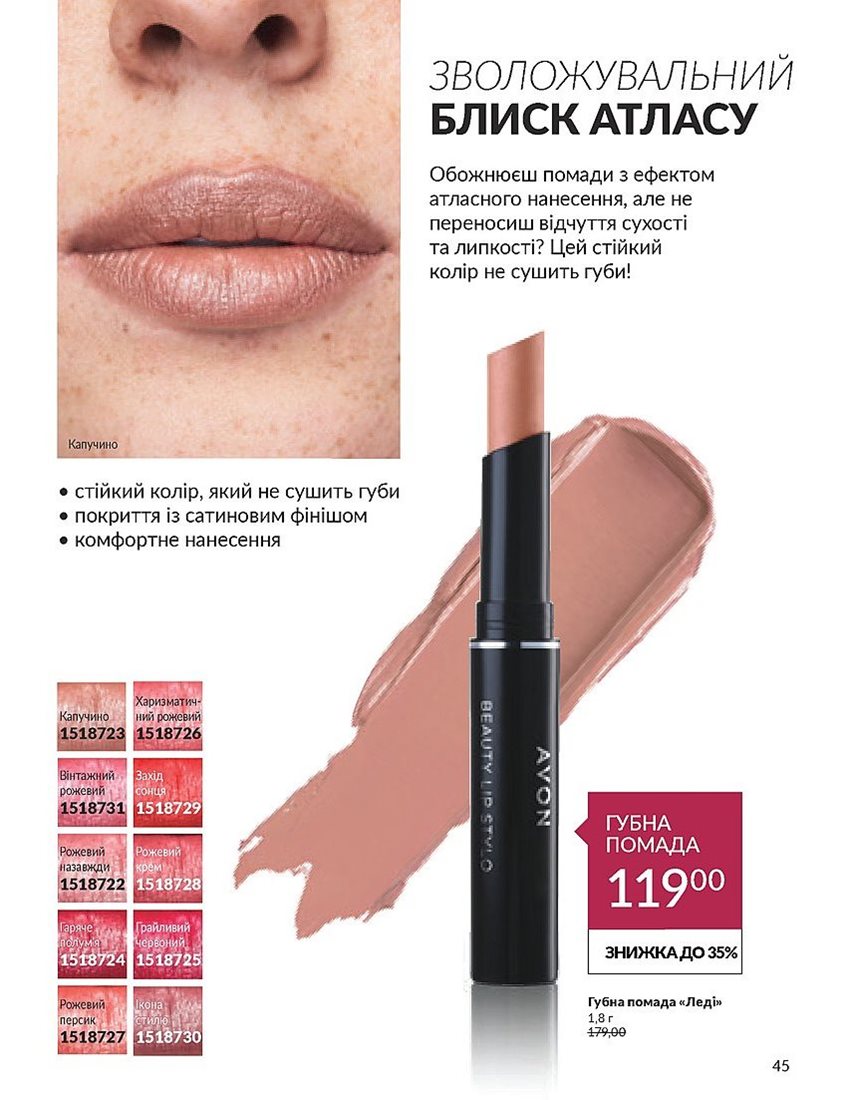 ЗВОЛОЖУВАЛЬНИЙ
БЛИСК АТЛАСУ
Обожнюєш помади з ефектом
атласного нанесення, але не
переносиш відчуття сухості
та липкості? Цей стійкий
колір не сушить губи!
Капучино
• стійкий колір, який не сушить губи
• покриття із сатиновим фінішом
• комфортне нанесення
Капучино
1518723
Харизматич-
ний рожевий
1518726
Вінтажний
рожевий
1518731
Захід
сонця
1518729
Рожевий
назавжди
1518722
Рожевий
крем
1518728
Гаряче
полум'я
1518724
Грайливий
червоний
1518725
Рожевий
персик
1518727
Ікона
стилю
1518730
AVON
BEAUTY LIP STYLO
ГУБНА
ПОМАДА
11900
ЗНИЖКА ДО 35%
Губна помада «Леді»
1,8 г
179,00
45